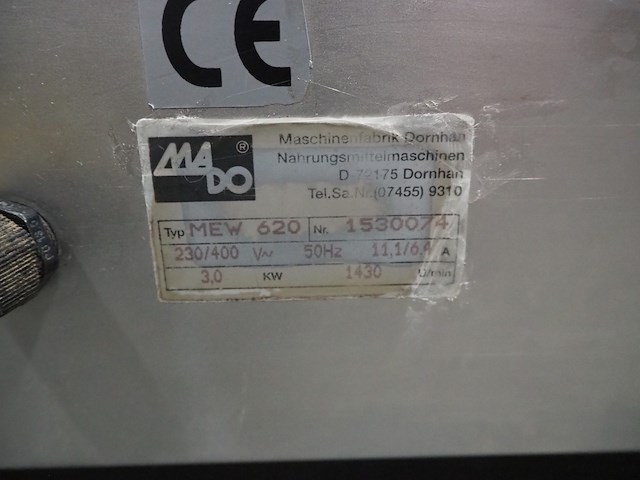 CE
MADO ®
Maschinenfabrik Dornhan
Nahrungsmittelmaschinen
D-72175 Dornhan
Tel.Sa.Nr.(07455) 9310
Typ MEW 620 Nr. 1530074
230/400 V~ 50Hz 11,1/6,4 A
3,0 KW 1430 U/min